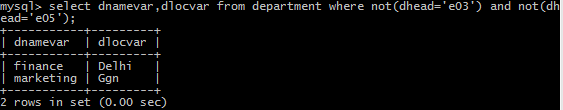 mysql> select dnamevar,dlocvar from department where not(dhead='e03') and not(dh
ead='e05');
+-----------+---------+
| dnamevar  | dlocvar |
+-----------+---------+
| finance   | Delhi   |
| marketing | Ggn     |
+-----------+---------+
2 rows in set (0.00 sec)